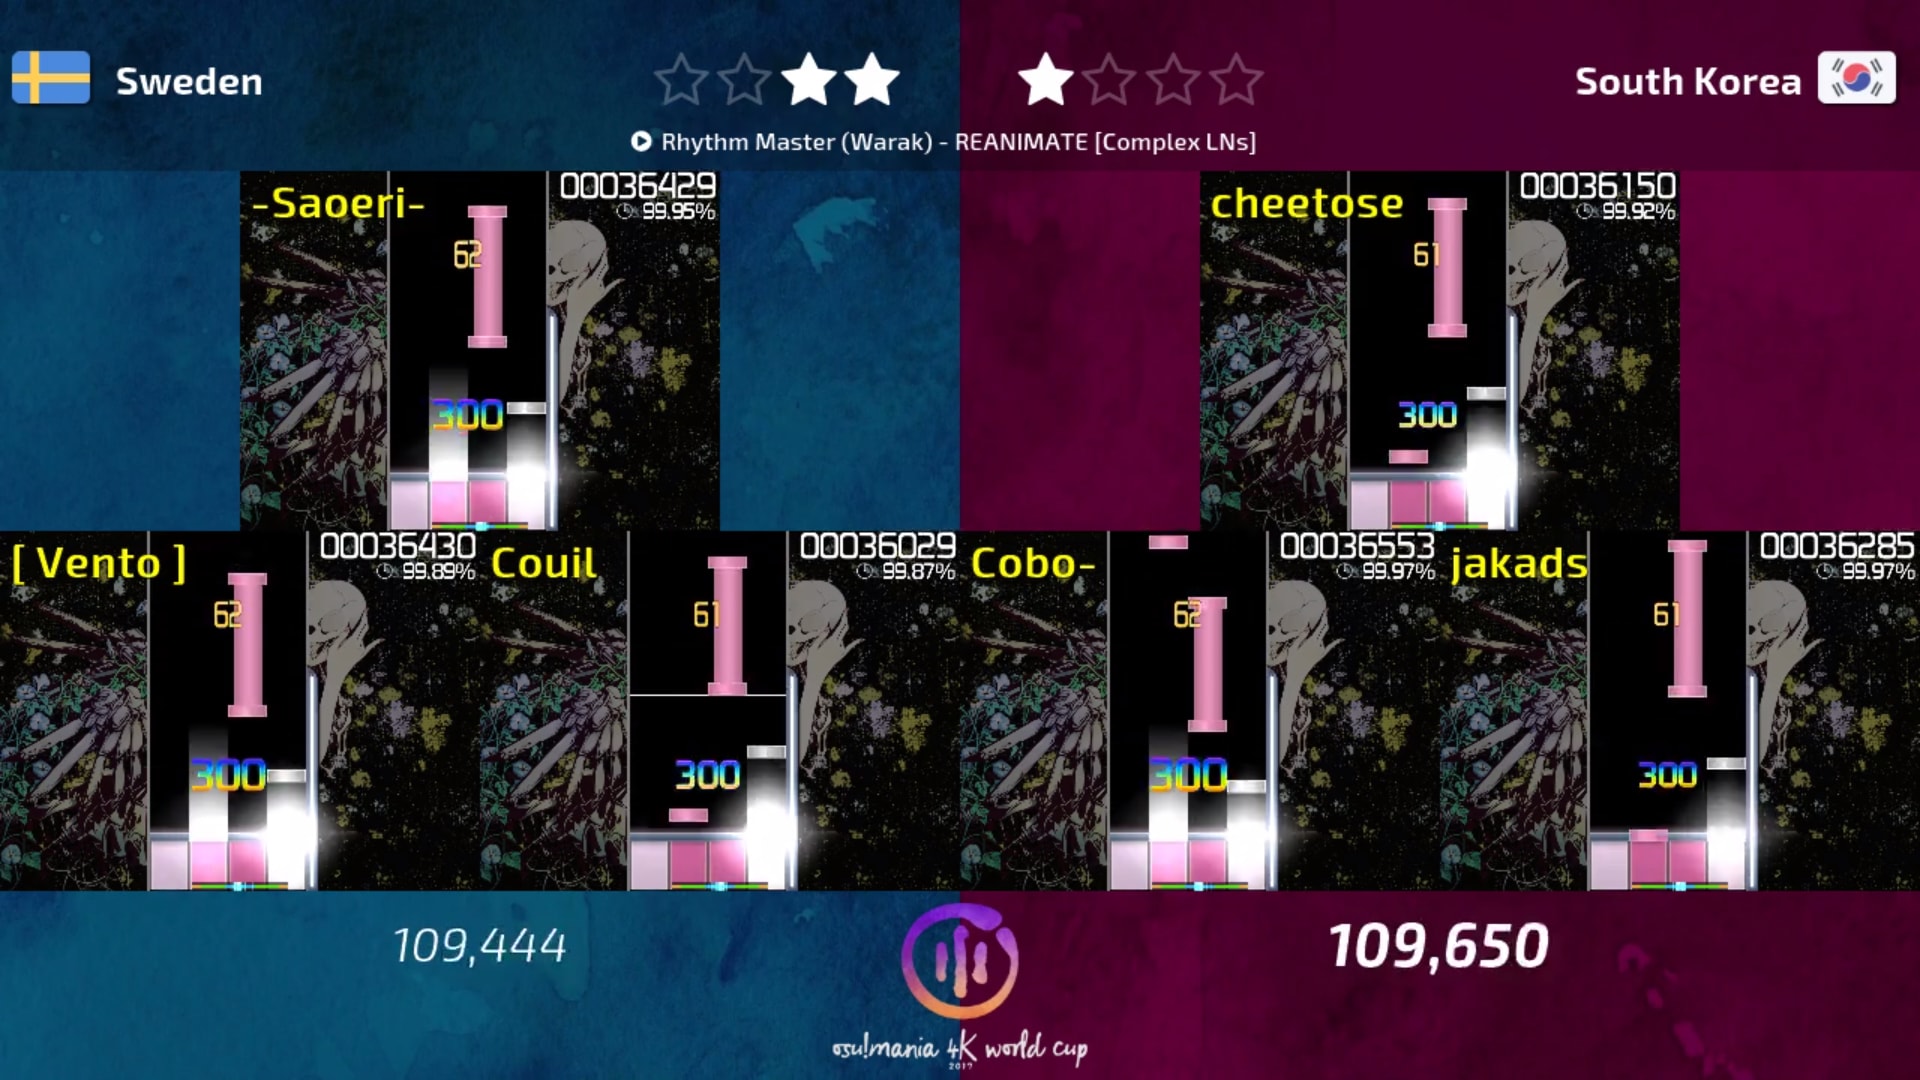 Sweden
South Korea
Rhythm Master (Warak) - REANIMATE [Complex LNs]
-Saoeri-
00036429
99.95%
62
300
cheetose
00036150
99.92%
61
300
[ Vento ]
00036430
99.89%
62
300
Couil
00036029
99.87%
61
300
Cobo-
00036553
99.97%
62
300
jakads
00036285
99.97%
61
300
109,444
109,650
osu!mania 4K world cup
2017